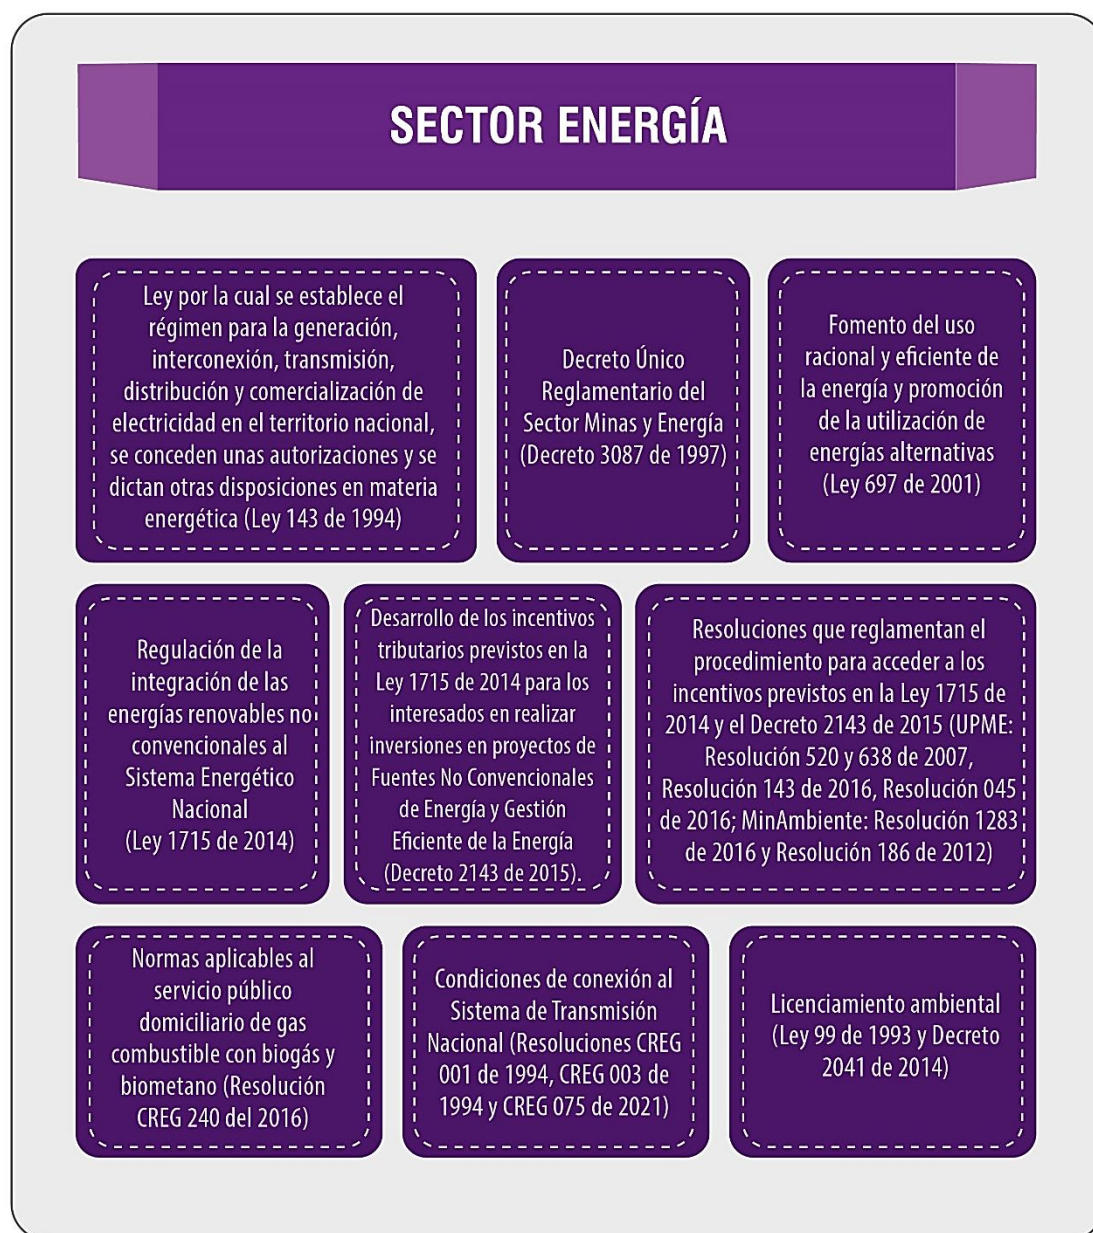 SECTOR ENERGÍA
Ley por la cual se establece el
régimen para la generación,
interconexión, transmisión,
distribución y comercialización de
electricidad en el territorio nacional,
se conceden unas autorizaciones y se
dictan otras disposiciones en materia
energética (Ley 143 de 1994)
Decreto Único
Reglamentario del
Sector Minas y Energía
(Decreto 3087 de 1997)
Fomento del uso
racional y eficiente de
la energía y promoción
de la utilización de
energías alternativas
(Ley 697 de 2001)
Regulación de la
integración de las
energías renovables no
convencionales al
Sistema Energético
Nacional
(Ley 1715 de 2014)
Desarrollo de los incentivos
tributarios previstos en la
Ley 1715 de 2014 para los
interesados en realizar
inversiones en proyectos de
Fuentes No Convencionales
de Energía y Gestión
Eficiente de la Energía
(Decreto 2143 de 2015).
Resoluciones que reglamentan el
procedimiento para acceder a los
incentivos previstos en la Ley 1715 de
2014 y el Decreto 2143 de 2015 (UPME:
Resolución 520 y 638 de 2007,
Resolución 143 de 2016, Resolución 045
de 2016; MinAmbiente: Resolución 1283
de 2016 y Resolución 186 de 2012)
Normas aplicables al
servicio público
domiciliario de gas
combustible con biogás y
biometano (Resolución
CREG 240 del 2016)
Condiciones de conexión al
Sistema de Transmisión
Nacional (Resoluciones CREG
001 de 1994, CREG 003 de
1994 y CREG 075 de 2021)
Licenciamiento ambiental
(Ley 99 de 1993 y Decreto
2041 de 2014)